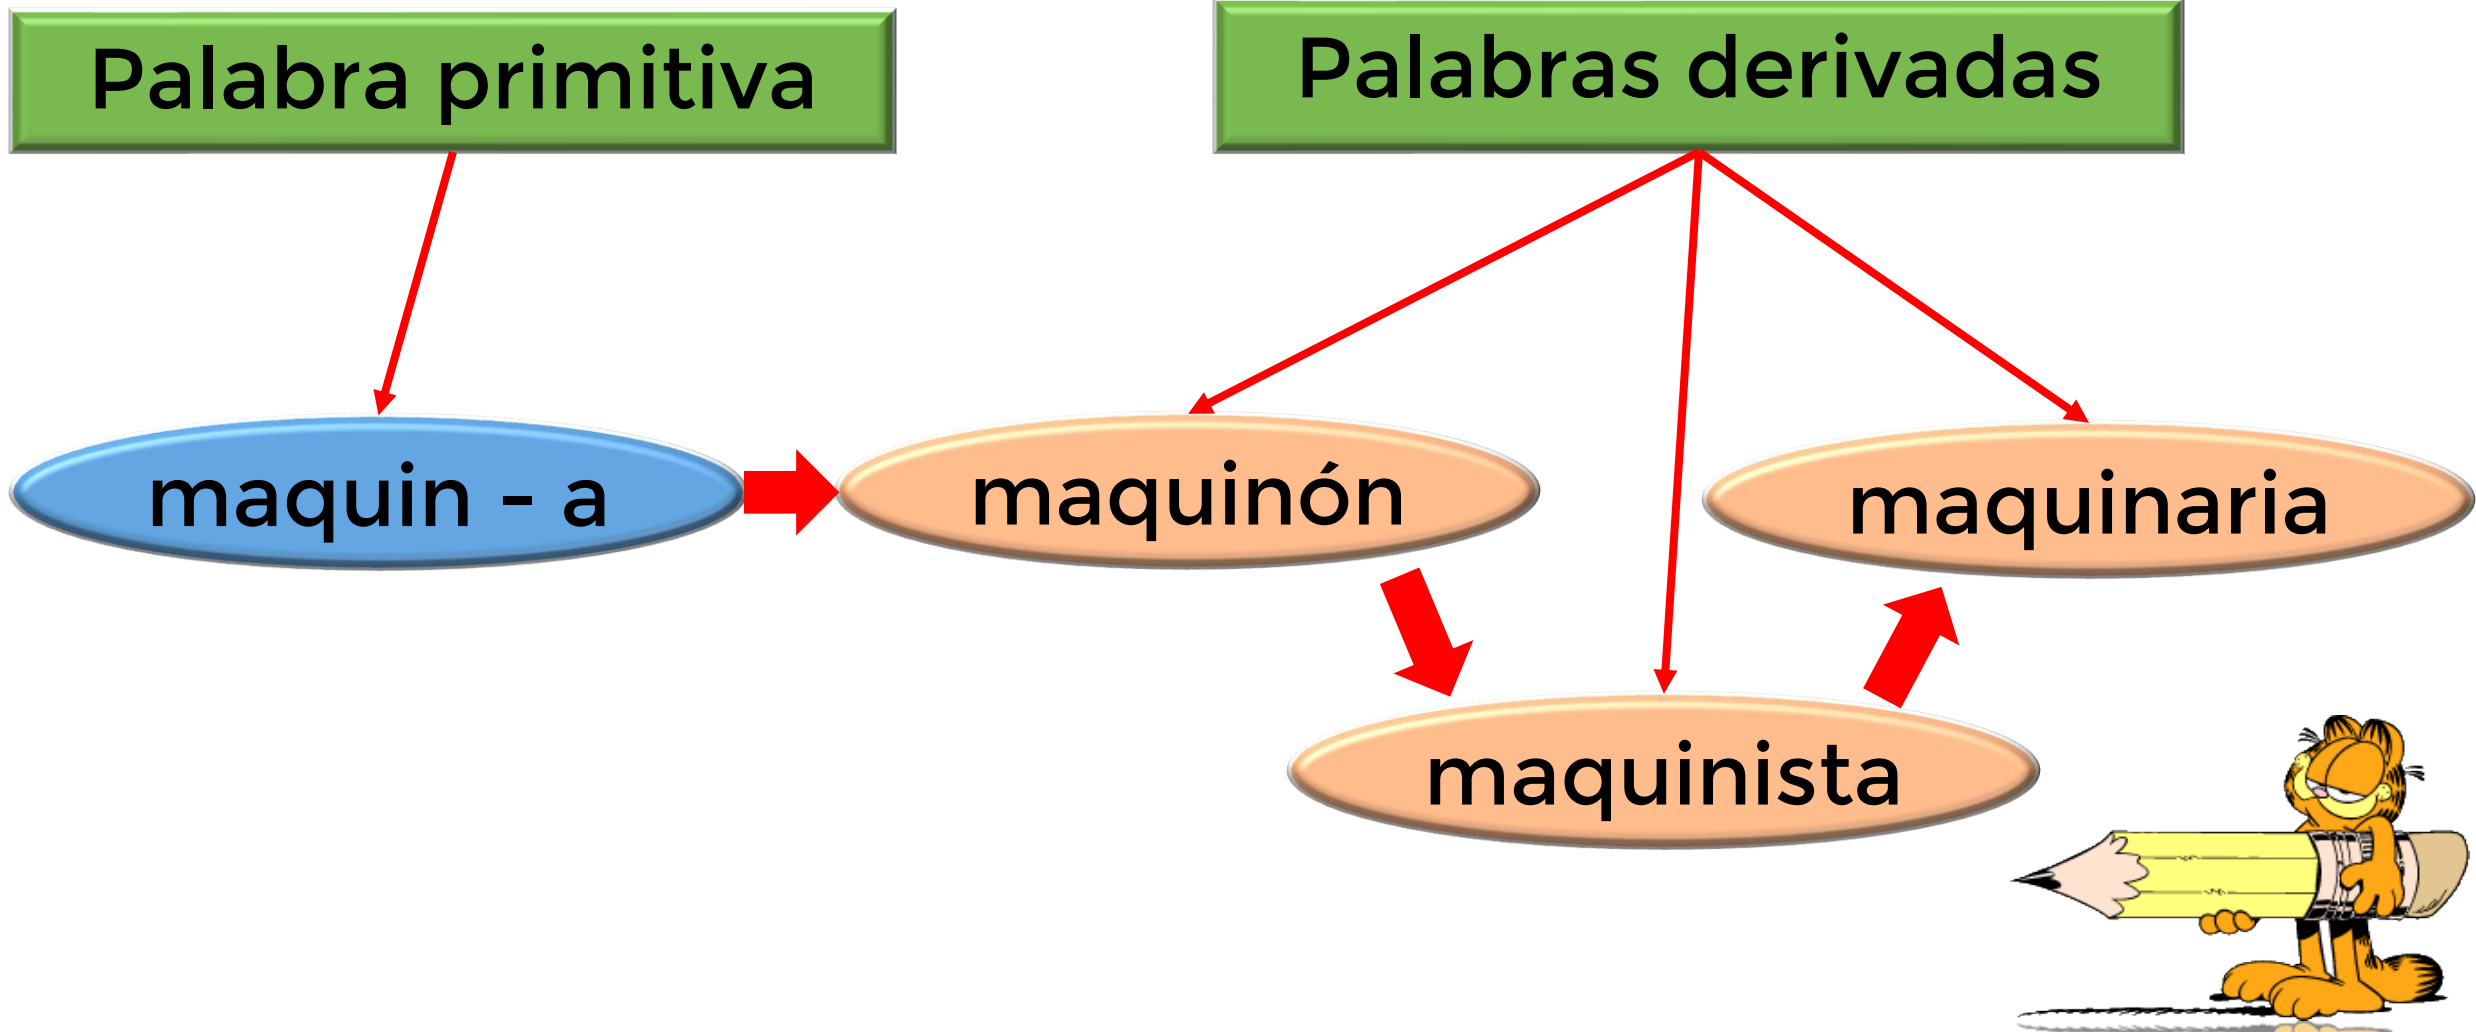 Palabra primitiva
Palabras derivadas
maquin - a
maquinón
maquinaria
maquinista